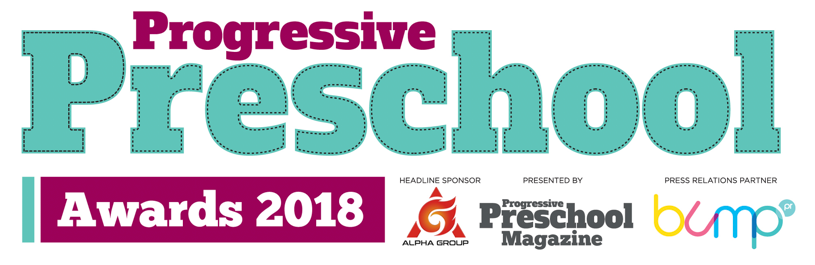 Progressive
Preschool
Awards 2018
HEADLINE SPONSOR
ALPHA GROUP
PRESENTED BY
Progressive
Preschool
Magazine
PRESS RELATIONS PARTNER
bump pr